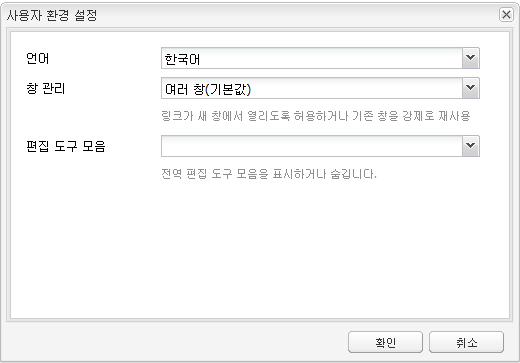 사용자 환경 설정
언어
한국어
창 관리
여러 창(기본값)
링크가 새 창에서 열리도록 허용하거나 기존 창을 강제로 재사용
편집 도구 모음
전역 편집 도구 모음을 표시하거나 숨깁니다.
확인
취소